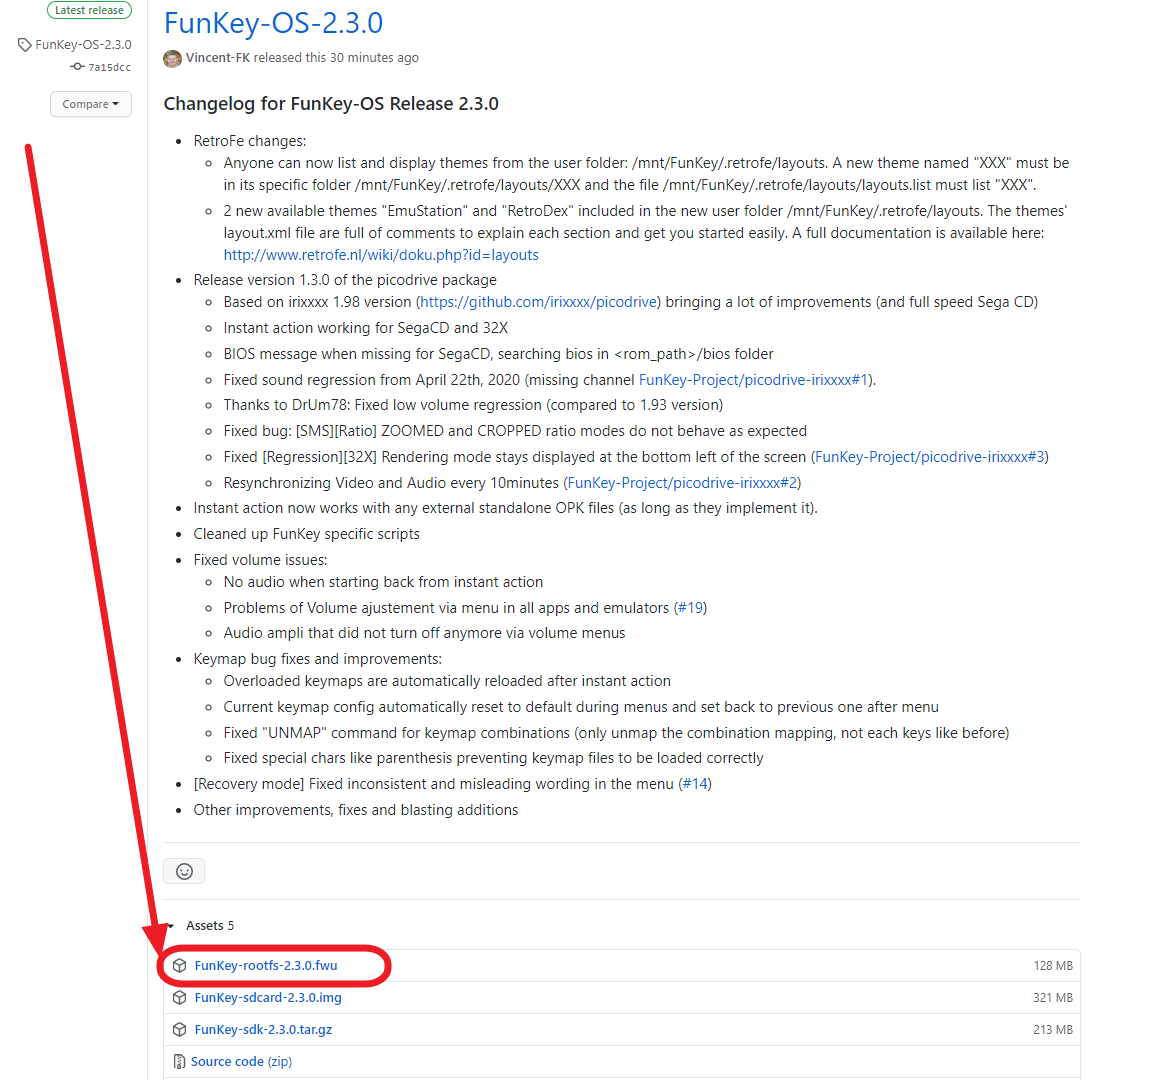 Latest release
FunKey-OS-2.3.0
7a15dcc
Compare
FunKey-OS-2.3.0
Vincent-FK released this 30 minutes ago
Changelog for FunKey-OS Release 2.3.0
RetroFe changes:
Anyone can now list and display themes from the user folder: /mnt/FunKey/.retrofe/layouts. A new theme named "XXX" must be
in its specific folder /mnt/FunKey/.retrofe/layouts/XXX and the file /mnt/FunKey/.retrofe/layouts/layouts.list must list "XXX".
2 new available themes "EmuStation" and "RetroDex" included in the new user folder /mnt/FunKey/.retrofe/layouts. The themes'
layout.xml file are full of comments to explain each section and get you started easily. A full documentation is available here:
http://www.retrofe.nl/wiki/doku.php?id=layouts
Release version 1.3.0 of the picodrive package
Based on irixxxx 1.98 version (https://github.com/irixxxx/picodrive) bringing a lot of improvements (and full speed Sega CD)
Instant action working for SegaCD and 32X
BIOS message when missing for SegaCD, searching bios in <rom_path>/bios folder
Fixed sound regression from April 22th, 2020 (missing channel FunKey-Project/picodrive-irixxxx#1).
Thanks to DrUm78: Fixed low volume regression (compared to 1.93 version)
Fixed bug: [SMS][Ratio] ZOOMED and CROPPED ratio modes do not behave as expected
Fixed [Regression][32X] Rendering mode stays displayed at the bottom left of the screen (FunKey-Project/picodrive-irixxxx#3)
Resynchronizing Video and Audio every 10minutes (FunKey-Project/picodrive-irixxxx#2)
Instant action now works with any external standalone OPK files (as long as they implement it).
Cleaned up FunKey specific scripts
Fixed volume issues:
No audio when starting back from instant action
Problems of Volume ajustement via menu in all apps and emulators (#19)
Audio ampli that did not turn off anymore via volume menus
Keymap bug fixes and improvements:
Overloaded keymaps are automatically reloaded after instant action
Current keymap config automatically reset to default during menus and set back to previous one after menu
Fixed "UNMAP" command for keymap combinations (only unmap the combination mapping, not each keys like before)
Fixed special chars like parenthesis preventing keymap files to be loaded correctly
[Recovery mode] Fixed inconsistent and misleading wording in the menu (#14)
Other improvements, fixes and blasting additions
Assets 5
FunKey-rootfs-2.3.0.fwu 128 MB
FunKey-sdcard-2.3.0.img 321 MB
FunKey-sdk-2.3.0.tar.gz 213 MB
Source code (zip)